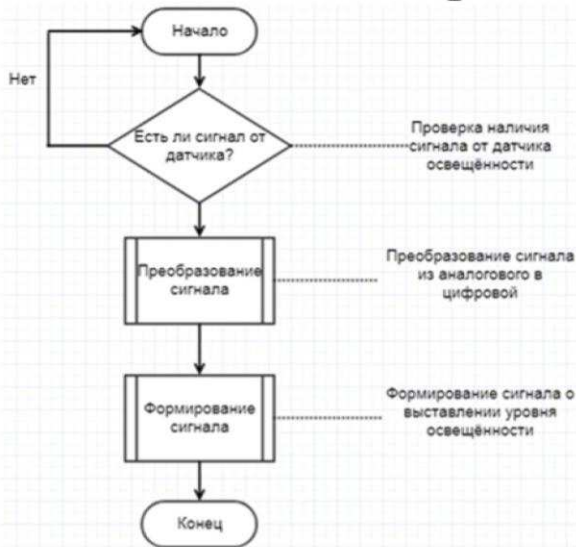 Начало
Нет
Есть ли сигнал от
датчика?
Проверка наличия
сигнала от датчика
освещённости
Преобразование
сигнала
Преобразование сигнала
из аналогового в
цифровой
Формирование
сигнала
Формирование сигнала о
выставлении уровня
освещённости
Конец